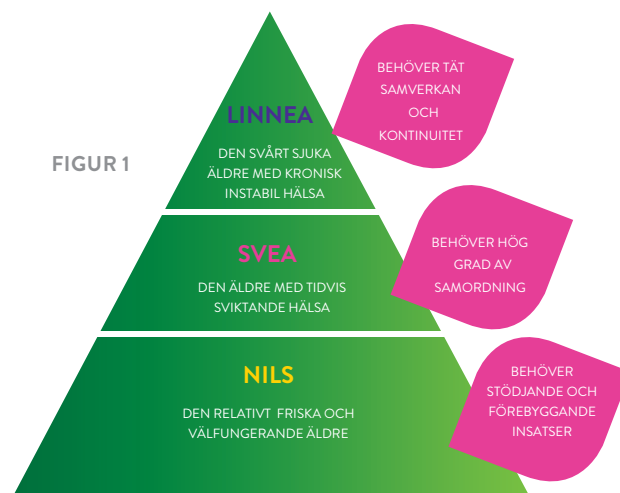 FIGUR 1
LINNEA
DEN SVÅRT SJUKA
ÄLDRE MED KRONISK
INSTABIL HÄLSA
BEHÖVER TÄT
SAMVERKAN
OCH
KONTINUITET
SVEA
DEN ÄLDRE MED TIDVIS
SVIKTANDE HÄLSA
BEHÖVER HÖG
GRAD AV
SAMORDNING
NILS
DEN RELATIVT FRISKA OCH
VÄLFUNGERANDE ÄLDRE
BEHÖVER
STÖDJANDE OCH
FÖREBYGGANDE
INSATSER